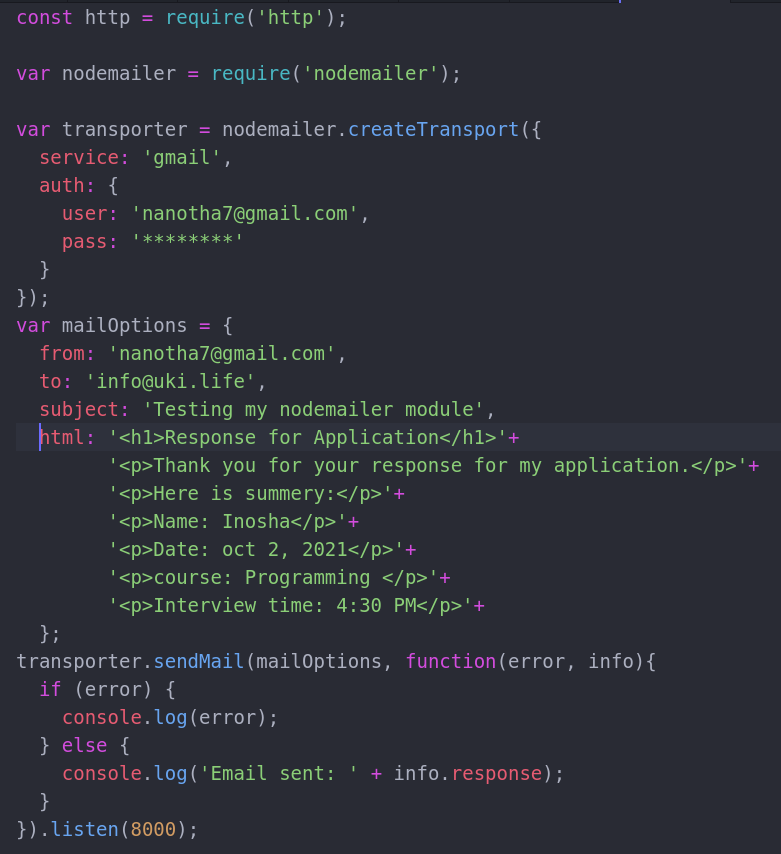 const http = require('http');

var nodemailer = require('nodemailer');

var transporter = nodemailer.createTransport({
  service: 'gmail',
  auth: {
    user: 'nanotha7@gmail.com',
    pass: '********'
  }
});
var mailOptions = {
  from: 'nanotha7@gmail.com',
  to: 'info@uki.life',
  subject: 'Testing my nodemailer module',
  html: '<h1>Response for Application</h1>'+
        '<p>Thank you for your response for my application.</p>'+
        '<p>Here is summery:</p>'+
        '<p>Name: Inosha</p>'+
        '<p>Date: oct 2, 2021</p>'+
        '<p>course: Programming </p>'+
        '<p>Interview time: 4:30 PM</p>'+
  };
transporter.sendMail(mailOptions, function(error, info){
  if (error) {
    console.log(error);
  } else {
    console.log('Email sent: ' + info.response);
  }
}).listen(8000);